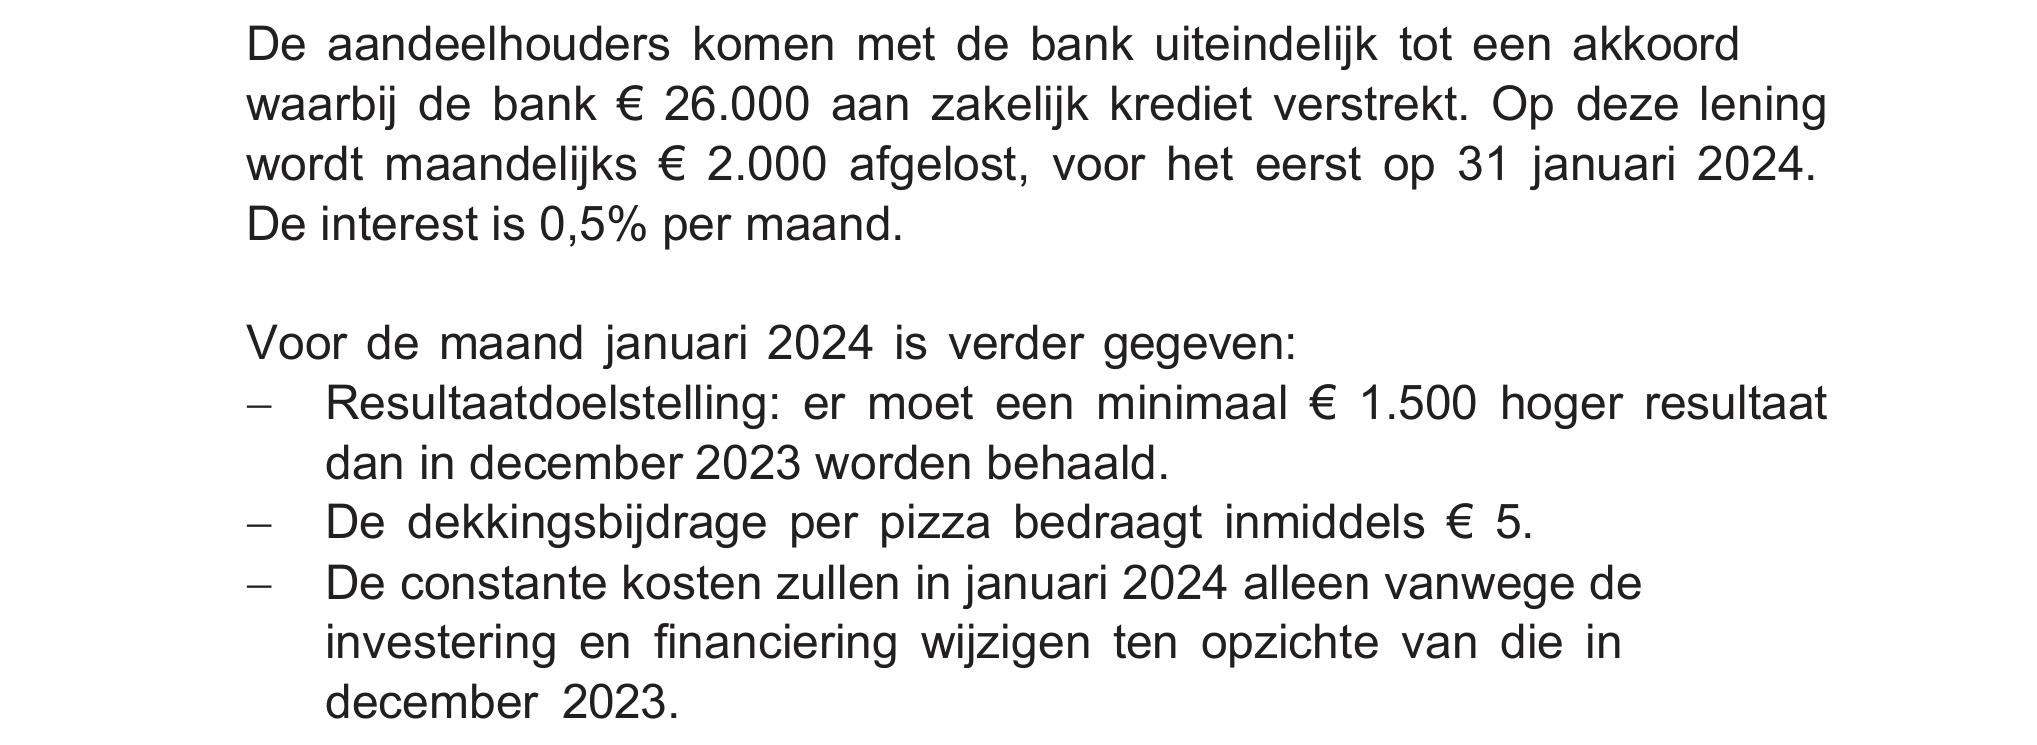 De aandeelhouders komen met de bank uiteindelijk tot een akkoord
waarbij de bank € 26.000 aan zakelijk krediet verstrekt. Op deze lening
wordt maandelijks € 2.000 afgelost, voor het eerst op 31 januari 2024.
De interest is 0,5% per maand.
Voor de maand januari 2024 is verder gegeven:
– Resultaatdoelstelling: er moet een minimaal € 1.500 hoger resultaat
dan in december 2023 worden behaald.
– De dekkingsbijdrage per pizza bedraagt inmiddels € 5.
– De constante kosten zullen in januari 2024 alleen vanwege de
investering en financiering wijzigen ten opzichte van die in
december 2023.